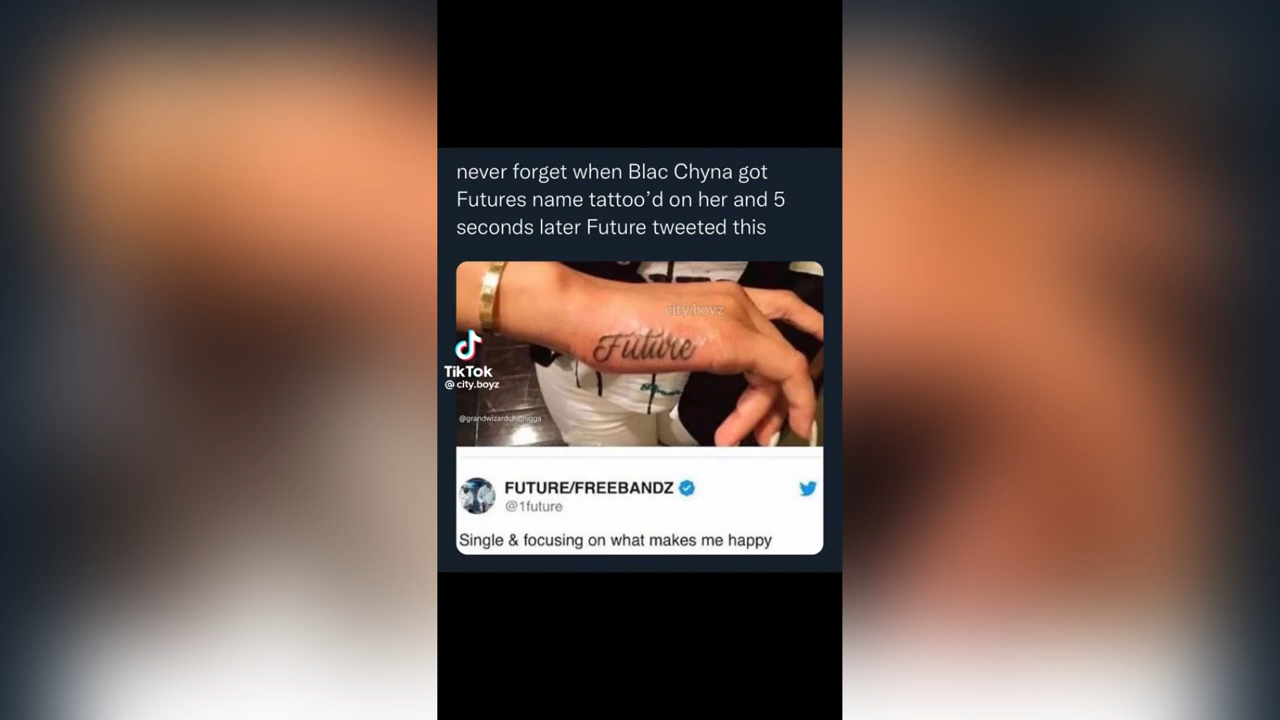 never forget when Blac Chyna got
Futures name tattoo’d on her and 5
seconds later Future tweeted this
city.boyz
Future
TikTok
@ city.boyz
FUTURE/FREEBANDZ
@1future
Single & focusing on what makes me happy